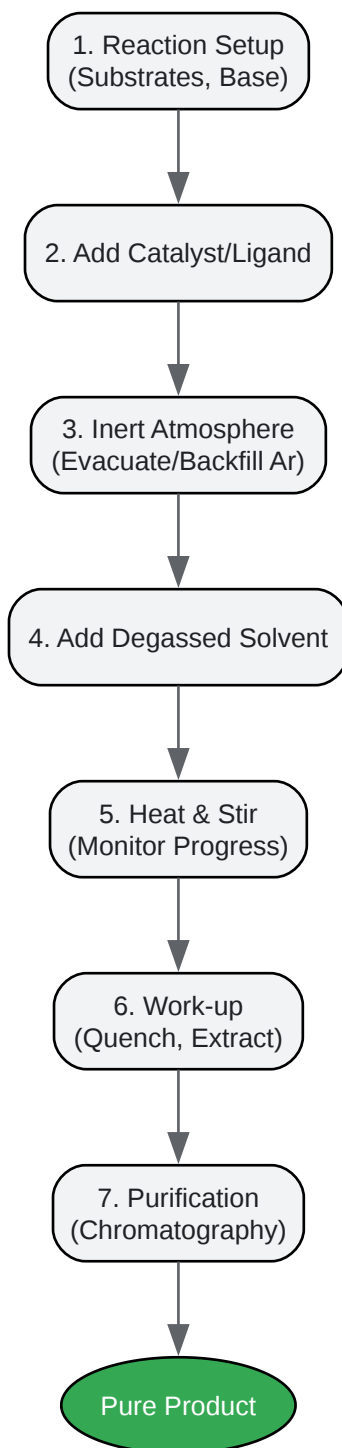 1. Reaction Setup
(Substrates, Base)
2. Add Catalyst/Ligand
3. Inert Atmosphere
(Evacuate/Backfill Ar)
4. Add Degassed Solvent
5. Heat & Stir
(Monitor Progress)
6. Work-up
(Quench, Extract)
7. Purification
(Chromatography)
Pure Product